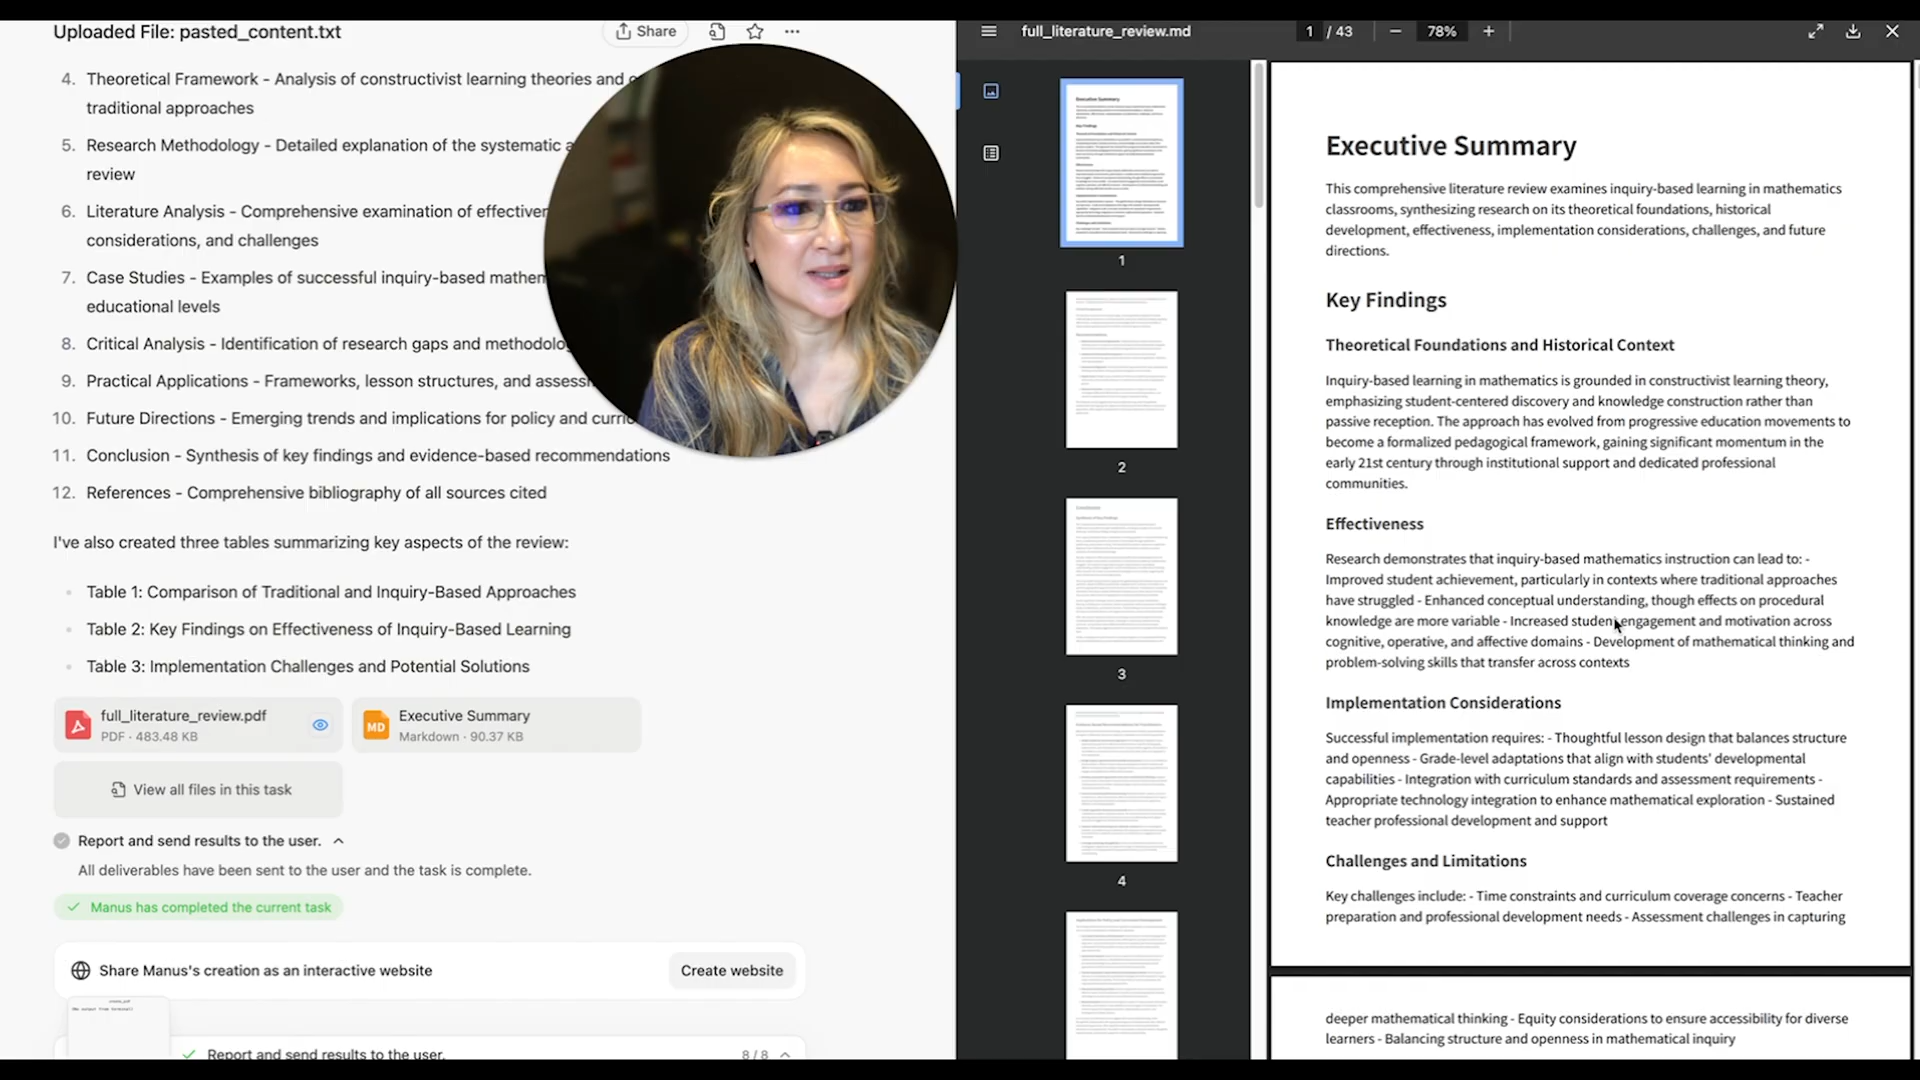 Uploaded File: pasted_content.txt
Share
4. Theoretical Framework - Analysis of constructivist learning theories and
traditional approaches
5. Research Methodology - Detailed explanation of the systematic
review
6. Literature Analysis - Comprehensive examination of
considerations, and challenges
7. Case Studies - Examples of successful inquiry-based
educational levels
8. Critical Analysis - Identification of research gaps and
9. Practical Applications - Frameworks, lesson structures, and
10. Future Directions - Emerging trends and implications for policy and
11. Conclusion - Synthesis of key findings and evidence-based recommendations
12. References - Comprehensive bibliography of all sources cited
I've also created three tables summarizing key aspects of the review:
Table 1: Comparison of Traditional and Inquiry-Based Approaches
Table 2: Key Findings on Effectiveness of Inquiry-Based Learning
Table 3: Implementation Challenges and Potential Solutions
full_literature_review.pdf
PDF · 483.48 KB
MD
Executive Summary
Markdown · 90.37 KB
View all files in this task
Report and send results to the user.
All deliverables have been sent to the user and the task is complete.
Manus has completed the current task
Share Manus's creation as an interactive website
Create website
Report and send results to the user.
8 / 8
full_literature_review.md
1 / 43
78%
1
2
3
4
Executive Summary
This comprehensive literature review examines inquiry-based learning in mathematics
classrooms, synthesizing research on its theoretical foundations, historical
development, effectiveness, implementation considerations, challenges, and future
directions.
Key Findings
Theoretical Foundations and Historical Context
Inquiry-based learning in mathematics is grounded in constructivist learning theory,
emphasizing student-centered discovery and knowledge construction rather than
passive reception. The approach has evolved from progressive education movements to
become a formalized pedagogical framework, gaining significant momentum in the
early 21st century through institutional support and dedicated professional
communities.
Effectiveness
Research demonstrates that inquiry-based mathematics instruction can lead to: -
Improved student achievement, particularly in contexts where traditional approaches
have struggled - Enhanced conceptual understanding, though effects on procedural
knowledge are more variable - Increased student engagement and motivation across
cognitive, operative, and affective domains - Development of mathematical thinking and
problem-solving skills that transfer across contexts
Implementation Considerations
Successful implementation requires: - Thoughtful lesson design that balances structure
and openness - Grade-level adaptations that align with students' developmental
capabilities - Integration with curriculum standards and assessment requirements -
Appropriate technology integration to enhance mathematical exploration - Sustained
teacher professional development and support
Challenges and Limitations
Key challenges include: - Time constraints and curriculum coverage concerns - Teacher
preparation and professional development needs - Assessment challenges in capturing
deeper mathematical thinking - Equity considerations to ensure accessibility for diverse
learners - Balancing structure and openness in mathematical inquiry